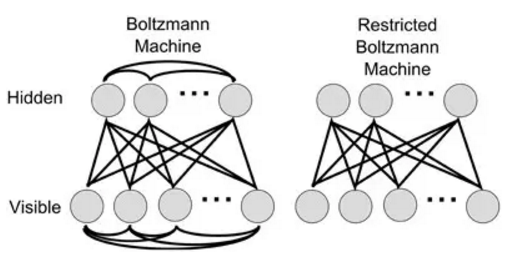 Boltzmann
Machine
Restricted
Boltzmann
Machine
Hidden
Visible